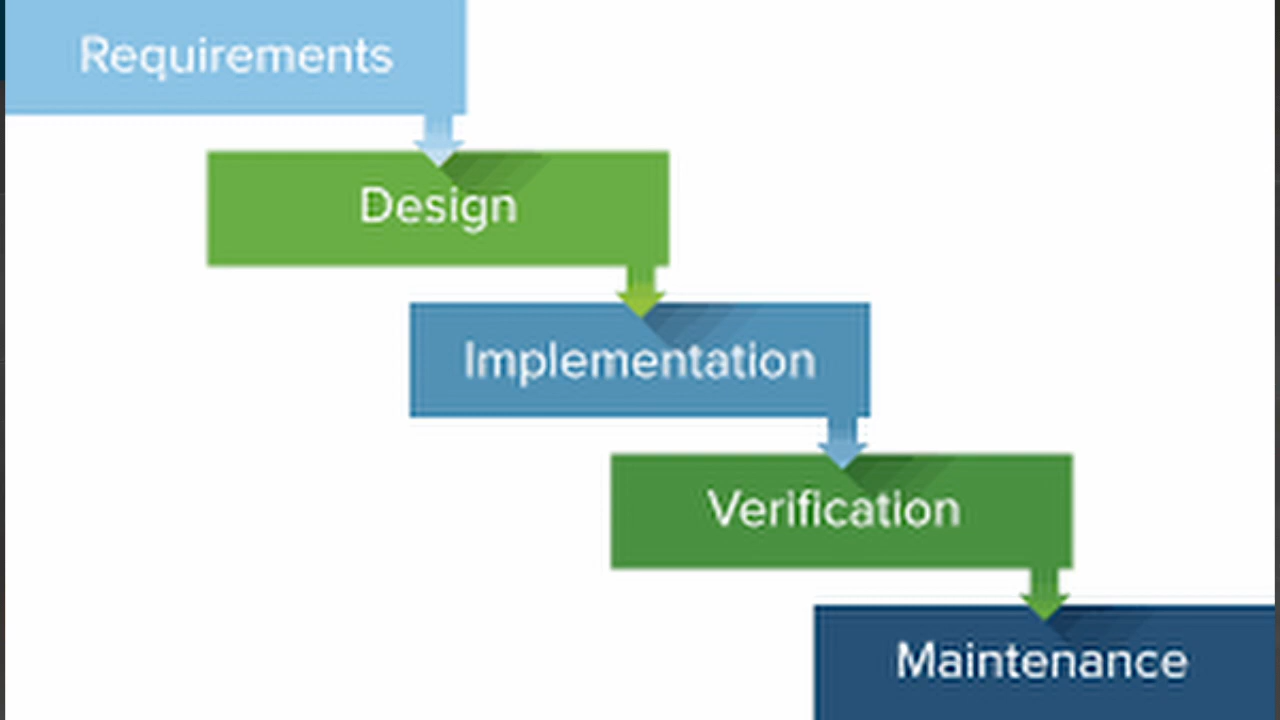 Requirements
Design
Implementation
Verification
Maintenance